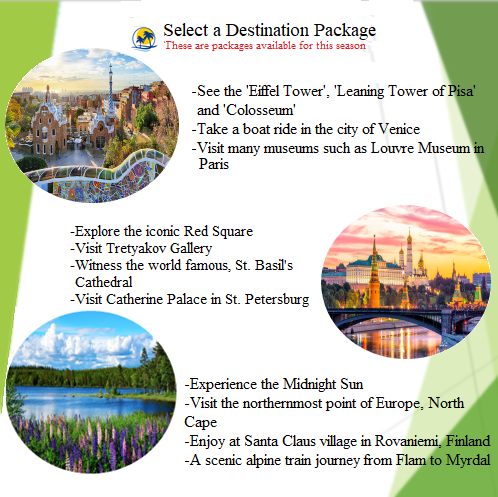 Select a Destination Package
'These are packages available for this season
-See the 'Eiffel Tower', 'Leaning Tower of Pisa'
and 'Colosseum'
-Take a boat ride in the city of Venice
-Visit many museums such as Louvre Museum in
Paris
-Explore the iconic Red Square
-Visit Tretyakov Gallery
-Witness the world famous, St. Basil's
Cathedral
-Visit Catherine Palace in St. Petersburg
-Experience the Midnight Sun
-Visit the northernmost point of Europe, North
Cape
-Enjoy at Santa Claus village in Rovaniemi, Finland
-A scenic alpine train journey from Flam to Myrdal